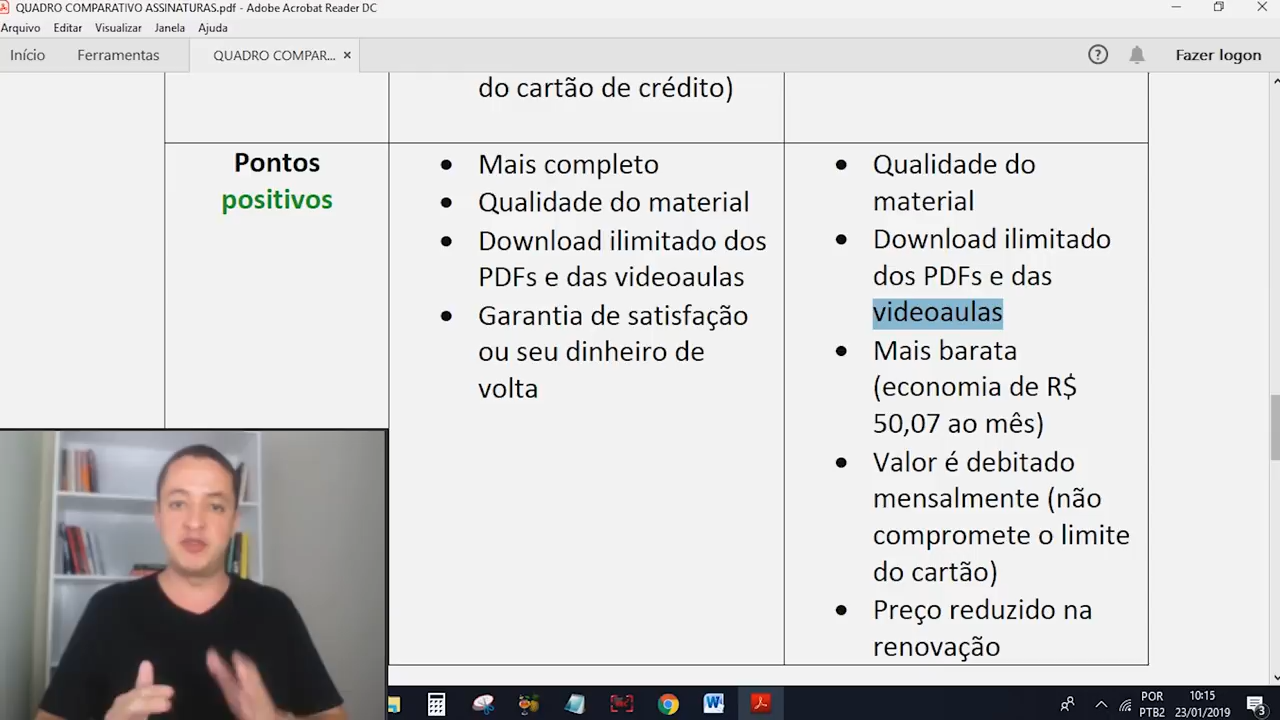 QUADRO COMPARATIVO ASSINATURAS.pdf - Adobe Acrobat Reader DC
Arquivo Editar Visualizar Janela Ajuda
Início Ferramentas QUADRO COMPAR... × Fazer logon
do cartão de crédito)
Pontos
positivos
• Mais completo
• Qualidade do material
• Download ilimitado dos
PDFs e das videoaulas
• Garantia de satisfação
ou seu dinheiro de
volta
• Qualidade do
material
• Download ilimitado
dos PDFs e das
videoaulas
• Mais barata
(economia de R$
50,07 ao mês)
• Valor é debitado
mensalmente (não
compromete o limite
do cartão)
• Preço reduzido na
renovação
POR 10:15
PTB2 23/01/2019 3